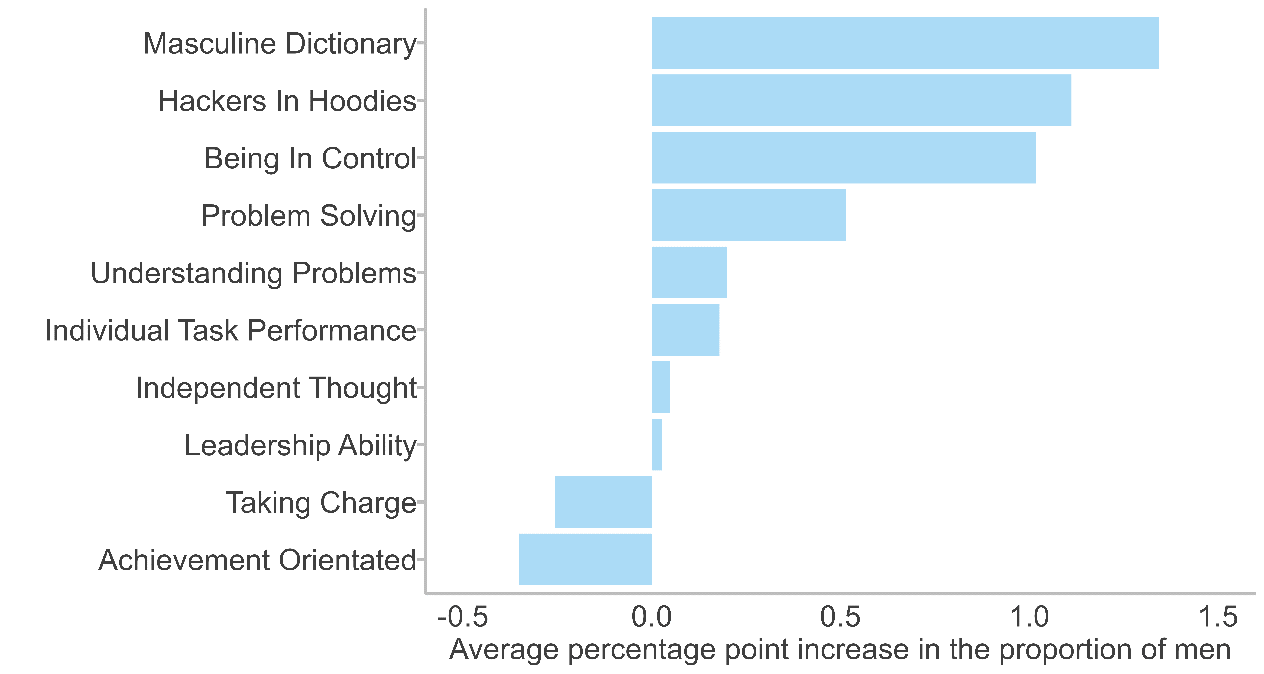 Masculine Dictionary
Hackers In Hoodies
Being In Control
Problem Solving
Understanding Problems
Individual Task Performance
Independent Thought
Leadership Ability
Taking Charge
Achievement Orientated
-0.5 0.0 0.5 1.0 1.5
Average percentage point increase in the proportion of men